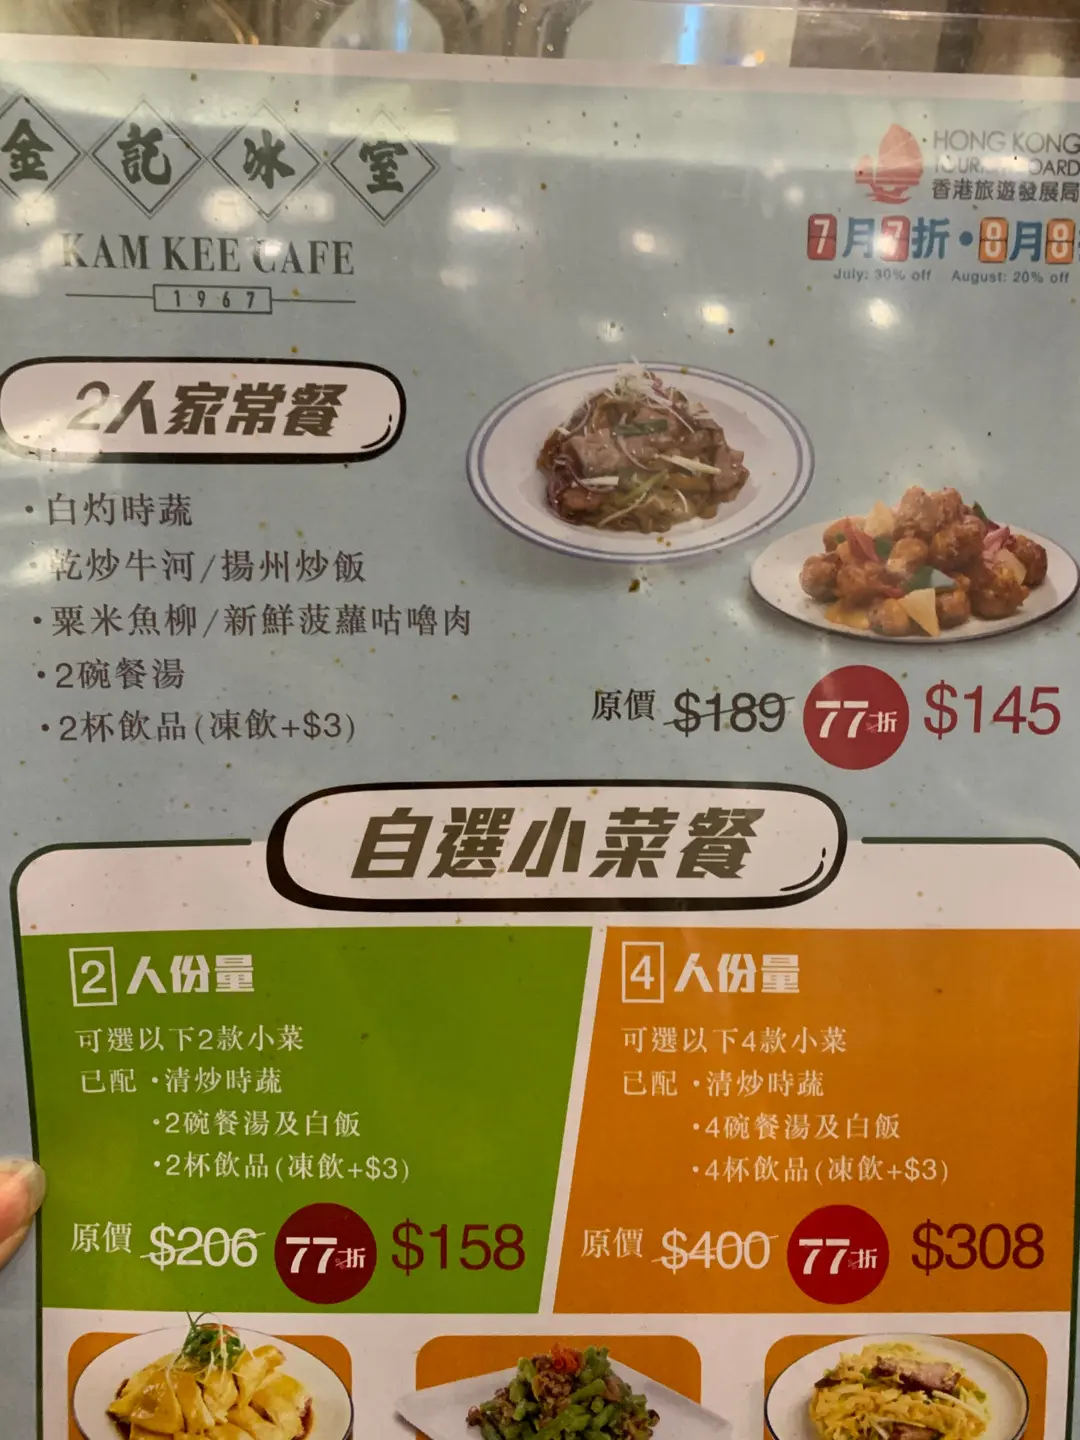 金記冰室
KAM KEE CAFE
1967
HONG KONG
香港旅遊發展局
7月7折・8月8
July: 30% off August: 20% off
2人家常餐
・白灼時蔬
・乾炒牛河/揚州炒飯
・粟米魚柳/新鮮菠蘿咕嚕肉
・2碗餐湯
・2杯飲品(凍飲+$3)
原價 $189 77折 $145
自選小菜餐
2人份量
可選以下2款小菜
已配・清炒時蔬
・2碗餐湯及白飯
・2杯飲品(凍飲+$3)
原價 $206 77折 $158
4人份量
可選以下4款小菜
已配・清炒時蔬
・4碗餐湯及白飯
・4杯飲品(凍飲+$3)
原價 $400 77折 $308